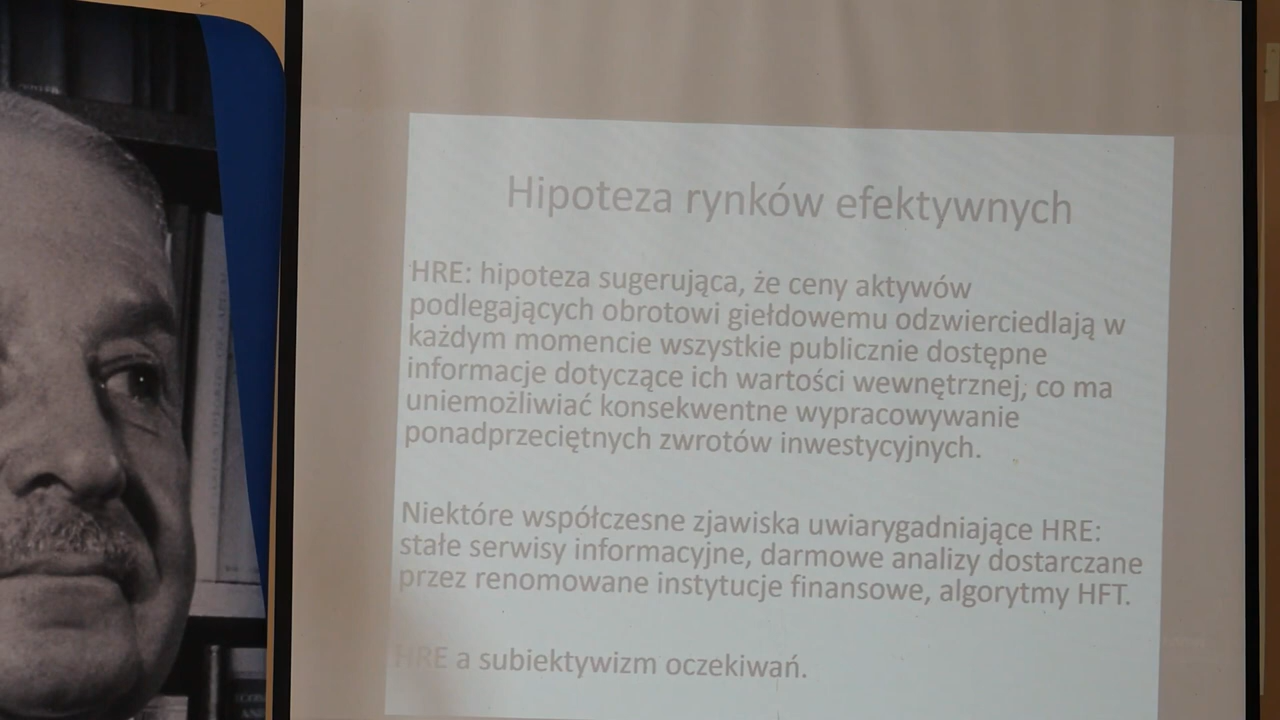 Hipoteza rynków efektywnych
HRE: hipoteza sugerująca, że ceny aktywów
podlegających obrotowi giełdowemu odzwierciedlają w
każdym momencie wszystkie publicznie dostępne
informacje dotyczące ich wartości wewnętrznej, co ma
uniemożliwiać konsekwentne wypracowywanie
ponadprzeciętnych zwrotów inwestycyjnych.
Niektóre współczesne zjawiska uwiarygadniające HRE:
stałe serwisy informacyjne, darmowe analizy dostarczane
przez renomowane instytucje finansowe, algorytmy HFT.
HRE a subiektywizm oczekiwań.